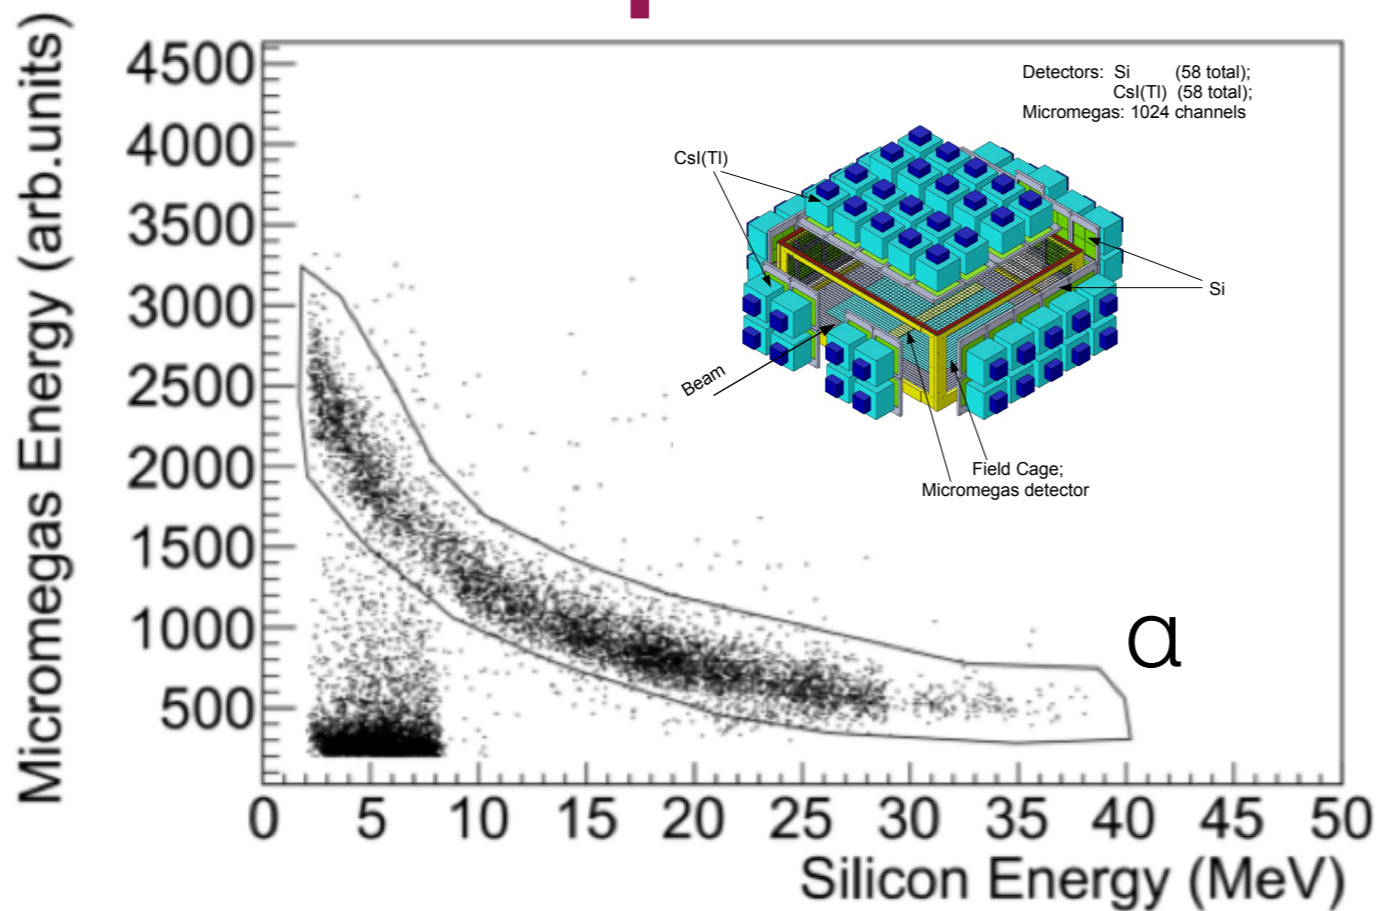 Micromegas Energy (arb.units)
4500
4000
3500
3000
2500
2000
1500
1000
500
Detectors: Si (58 total);
CsI(Tl) (58 total);
Micromegas: 1024 channels
CsI(Tl)
Si
Beam
Field Cage;
Micromegas detector
α
0 5 10 15 20 25 30 35 40 45 50
Silicon Energy (MeV)